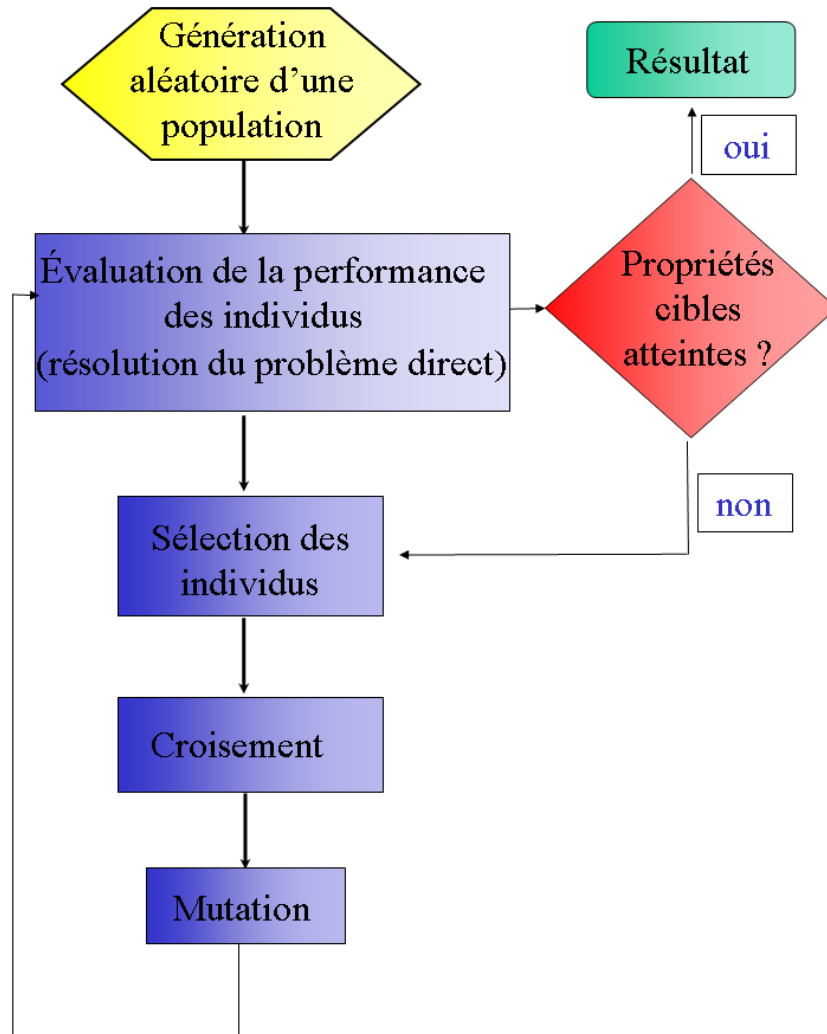 Génération
aléatoire d’une
population
Résultat
oui
Évaluation de la performance
des individus
(résolution du problème direct)
Propriétés
cibles
atteintes ?
non
Sélection des
individus
Croisement
Mutation